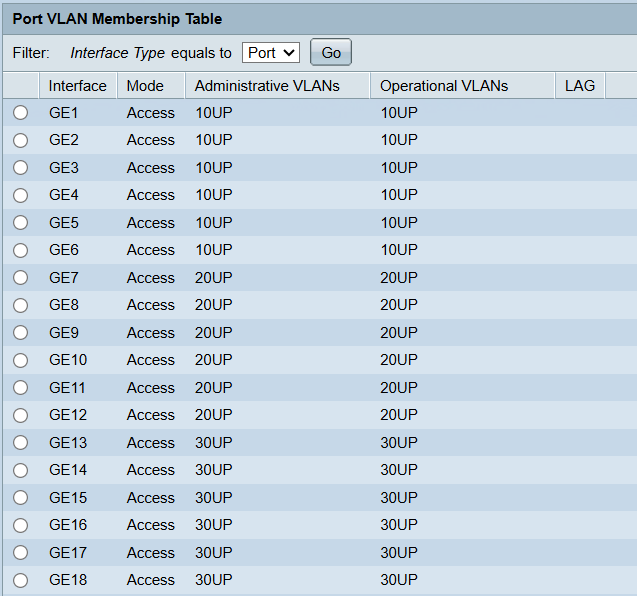 Port VLAN Membership Table
Filter: Interface Type equals to Port Go
Interface Mode Administrative VLANs Operational VLANs LAG
GE1 Access 10UP 10UP
GE2 Access 10UP 10UP
GE3 Access 10UP 10UP
GE4 Access 10UP 10UP
GE5 Access 10UP 10UP
GE6 Access 10UP 10UP
GE7 Access 20UP 20UP
GE8 Access 20UP 20UP
GE9 Access 20UP 20UP
GE10 Access 20UP 20UP
GE11 Access 20UP 20UP
GE12 Access 20UP 20UP
GE13 Access 30UP 30UP
GE14 Access 30UP 30UP
GE15 Access 30UP 30UP
GE16 Access 30UP 30UP
GE17 Access 30UP 30UP
GE18 Access 30UP 30UP